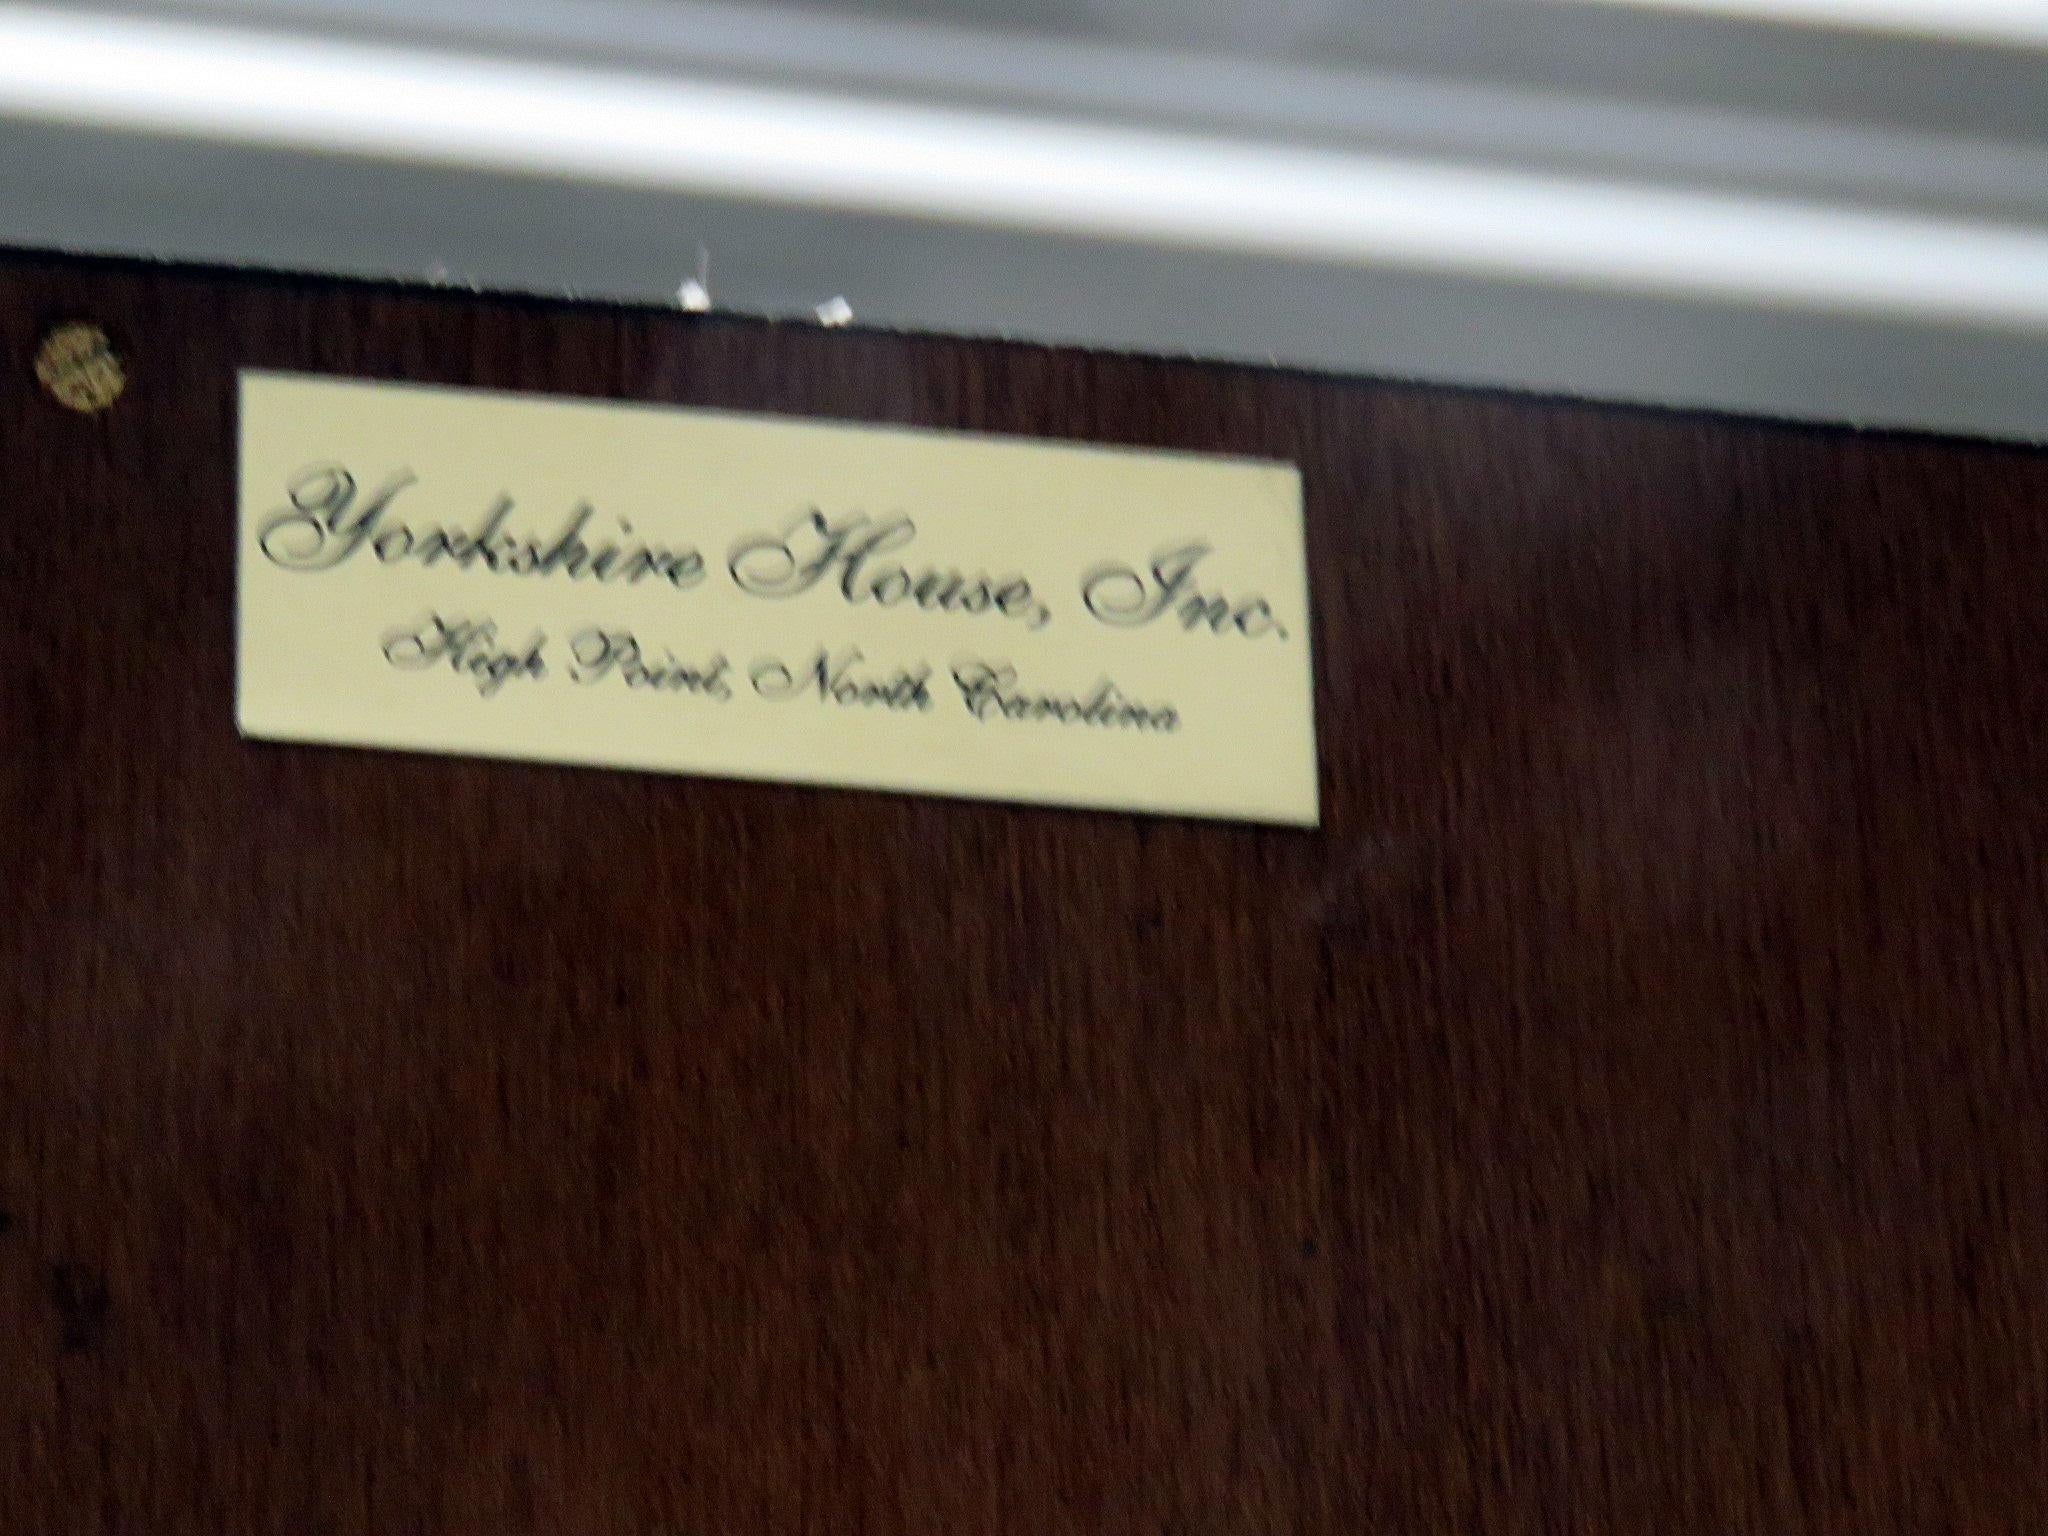 Yorkshire House, Inc.
High Point, North Carolina